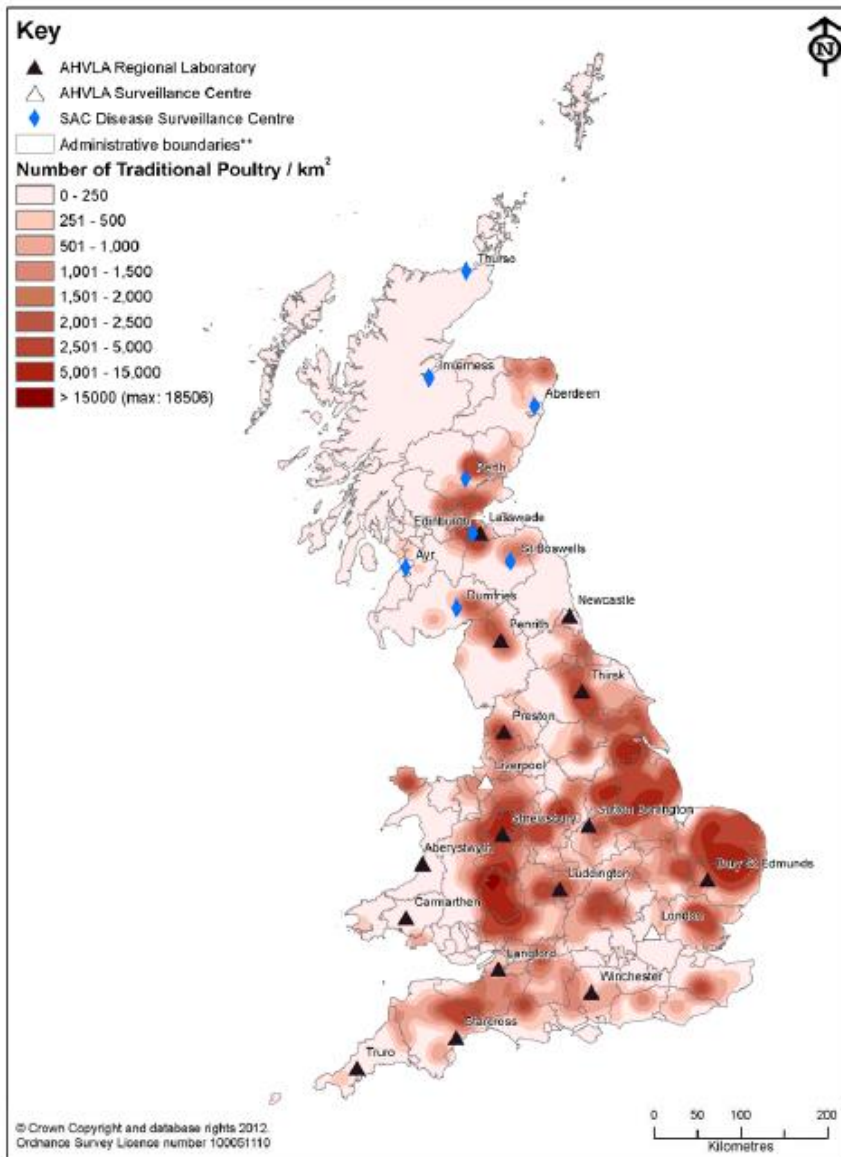 Key
N
AHVLA Regional Laboratory
AHVLA Surveillance Centre
SAC Disease Surveillance Centre
Administrative boundaries**
Number of Traditional Poultry / km²
0 - 250
251 - 500
501 - 1,000
1,001 - 1,500
1,501 - 2,000
2,001 - 2,500
2,501 - 5,000
5,001 - 15,000
> 15000 (max: 18506)
Thurso
Inverness
Aberdeen
Perth
Edinburgh
Lasswade
St Boswells
Ayr
Dumfries
Newcastle
Penrith
Thirsk
Preston
Liverpool
Shrewsbury
Sutton Bonington
Aberystwyth
Luddington
Bury St Edmunds
Carmarthen
London
Langford
Winchester
Starcross
Truro
0 50 100 200
Kilometres
© Crown Copyright and database rights 2012.
Ordnance Survey Licence number 100051110